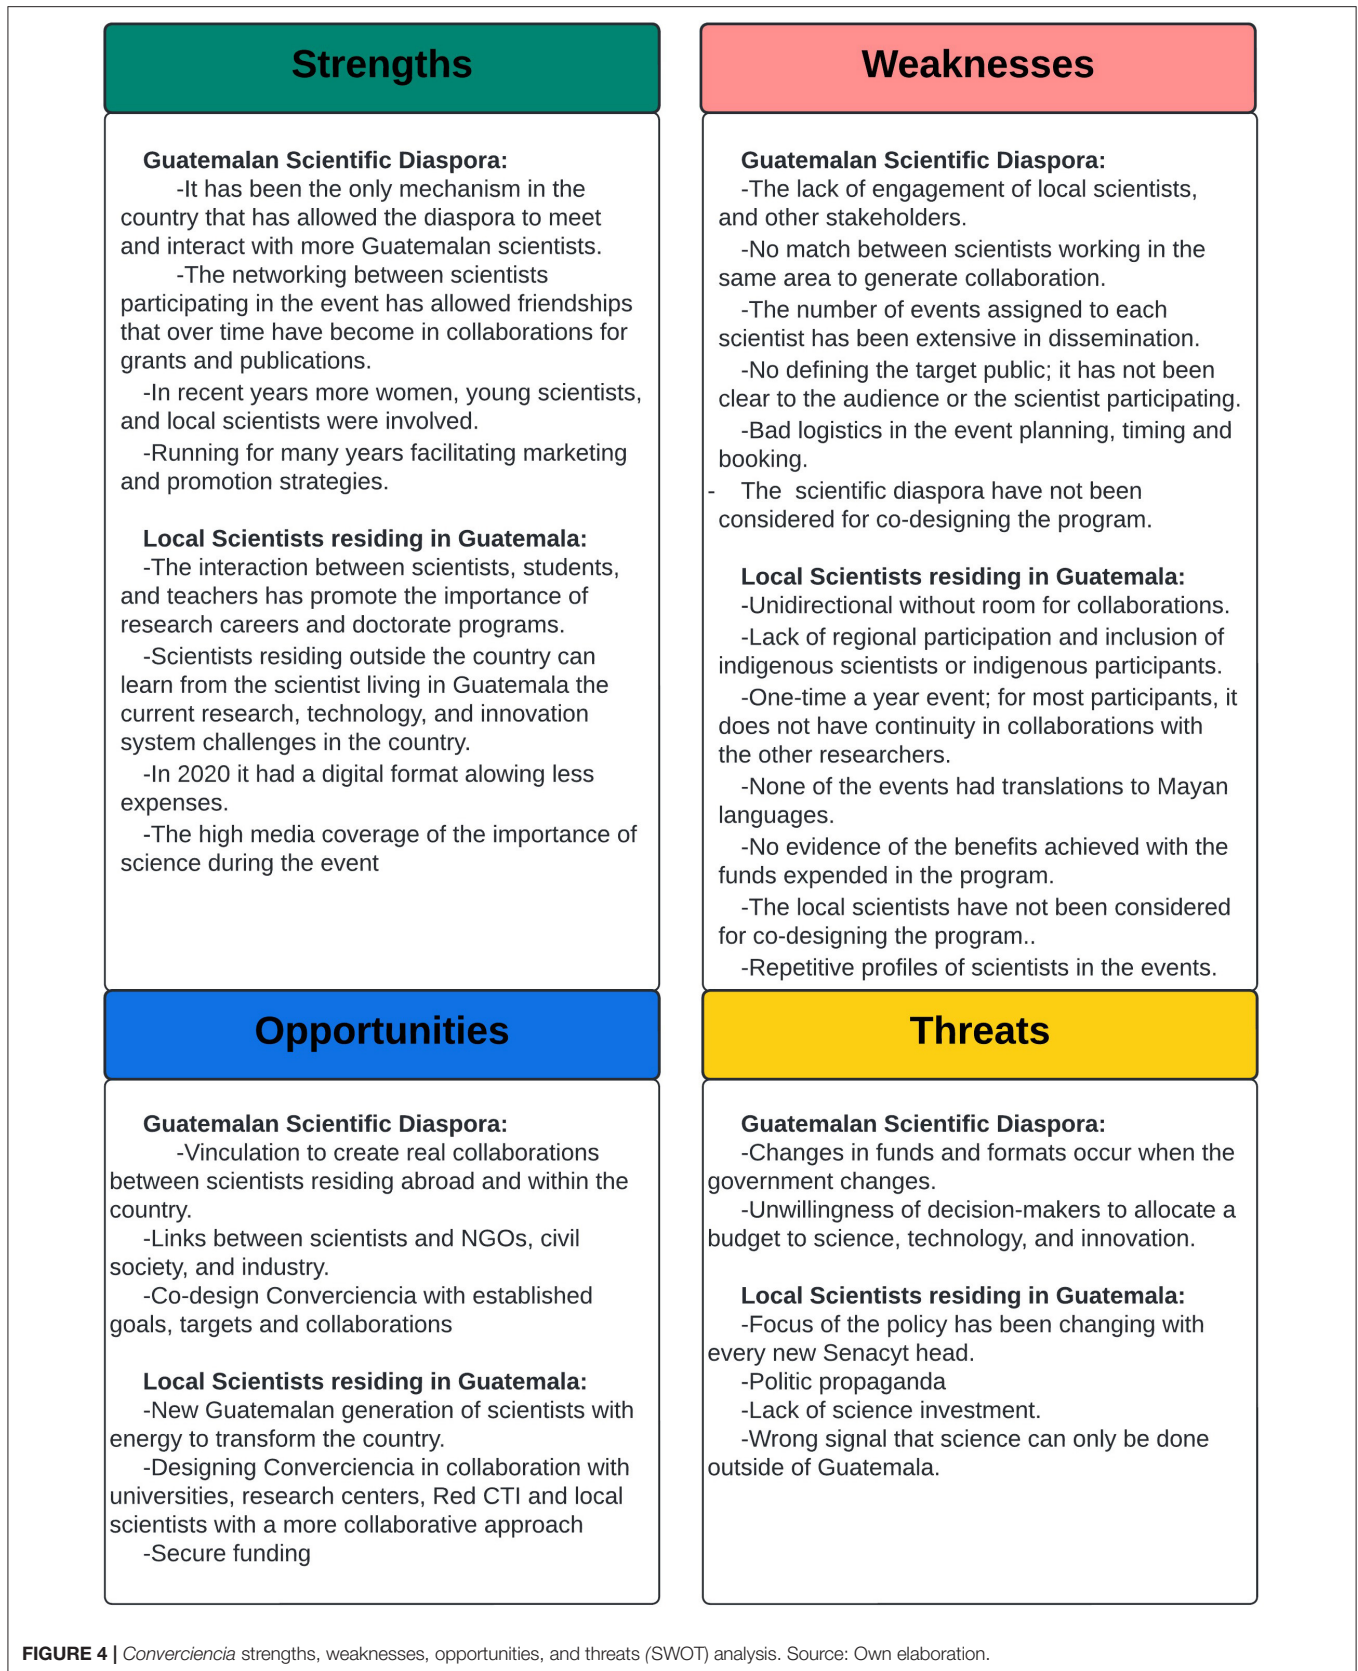 Strengths
Guatemalan Scientific Diaspora:
-It has been the only mechanism in the
country that has allowed the diaspora to meet
and interact with more Guatemalan scientists.
-The networking between scientists
participating in the event has allowed friendships
that over time have become in collaborations for
grants and publications.
-In recent years more women, young scientists,
and local scientists were involved.
-Running for many years facilitating marketing
and promotion strategies.
Local Scientists residing in Guatemala:
-The interaction between scientists, students,
and teachers has promote the importance of
research careers and doctorate programs.
-Scientists residing outside the country can
learn from the scientist living in Guatemala the
current research, technology, and innovation
system challenges in the country.
-In 2020 it had a digital format alowing less
expenses.
-The high media coverage of the importance of
science during the event
Weaknesses
Guatemalan Scientific Diaspora:
-The lack of engagement of local scientists,
and other stakeholders.
-No match between scientists working in the
same area to generate collaboration.
-The number of events assigned to each
scientist has been extensive in dissemination.
-No defining the target public; it has not been
clear to the audience or the scientist participating.
-Bad logistics in the event planning, timing and
booking.
- The scientific diaspora have not been
considered for co-designing the program.
Local Scientists residing in Guatemala:
-Unidirectional without room for collaborations.
-Lack of regional participation and inclusion of
indigenous scientists or indigenous participants.
-One-time a year event; for most participants, it
does not have continuity in collaborations with
the other researchers.
-None of the events had translations to Mayan
languages.
-No evidence of the benefits achieved with the
funds expended in the program.
-The local scientists have not been considered
for co-designing the program..
-Repetitive profiles of scientists in the events.
Opportunities
Guatemalan Scientific Diaspora:
-Vinculation to create real collaborations
between scientists residing abroad and within the
country.
-Links between scientists and NGOs, civil
society, and industry.
-Co-design Converciencia with established
goals, targets and collaborations
Local Scientists residing in Guatemala:
-New Guatemalan generation of scientists with
energy to transform the country.
-Designing Converciencia in collaboration with
universities, research centers, Red CTI and local
scientists with a more collaborative approach
-Secure funding
Threats
Guatemalan Scientific Diaspora:
-Changes in funds and formats occur when the
government changes.
-Unwillingness of decision-makers to allocate a
budget to science, technology, and innovation.
Local Scientists residing in Guatemala:
-Focus of the policy has been changing with
every new Senacyt head.
-Politic propaganda
-Lack of science investment.
-Wrong signal that science can only be done
outside of Guatemala.
FIGURE 4 | Converciencia strengths, weaknesses, opportunities, and threats (SWOT) analysis. Source: Own elaboration.